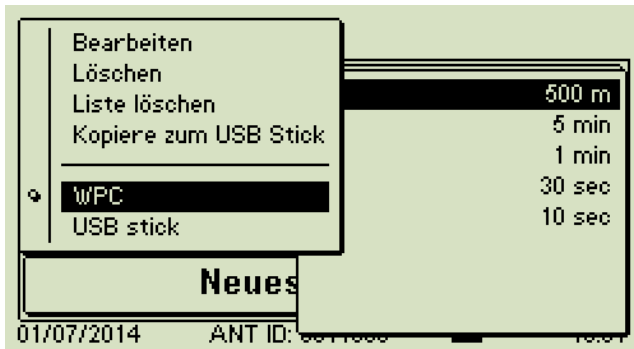 Bearbeiten
Löschen
Liste löschen
Kopiere zum USB Stick
WPC
USB stick
500 m
5 min
1 min
30 sec
10 sec
Neues
01/07/2014 ANT ID: